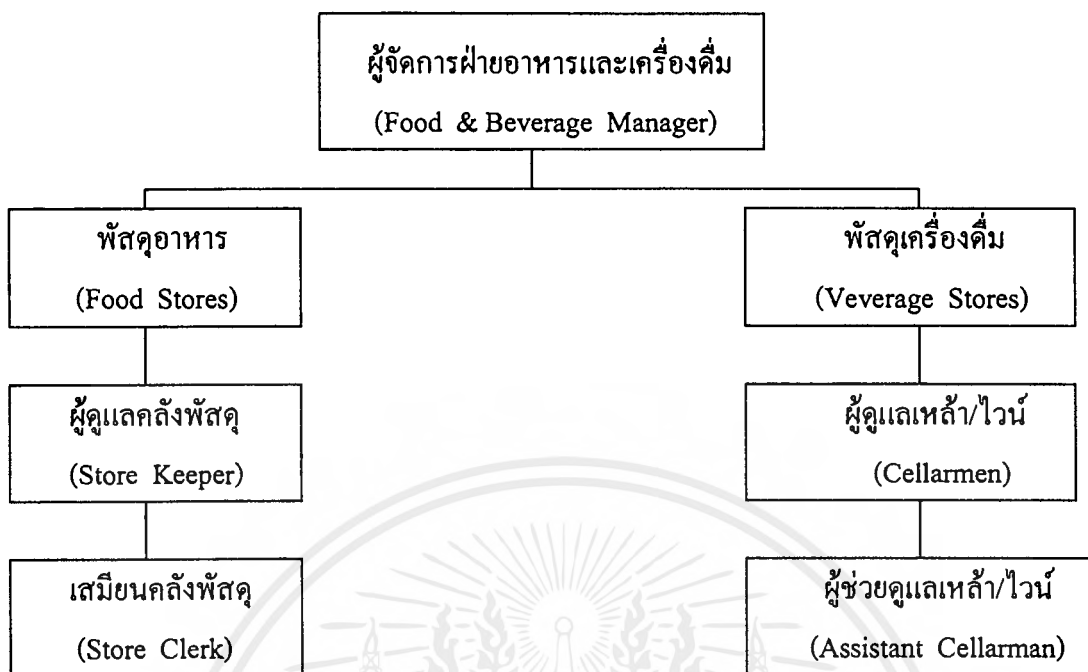 ผู้จัดการฝ่ายอาหารและเครื่องดื่ม
(Food & Beverage Manager)
พัสดุอาหาร
(Food Stores)
พัสดุเครื่องดื่ม
(Veverage Stores)
ผู้ดูแลคลังพัสดุ
(Store Keeper)
ผู้ดูแลเหล้า/ไวน์
(Cellarmen)
เสมียนคลังพัสดุ
(Store Clerk)
ผู้ช่วยดูแลเหล้า/ไวน์
(Assistant Cellarman)